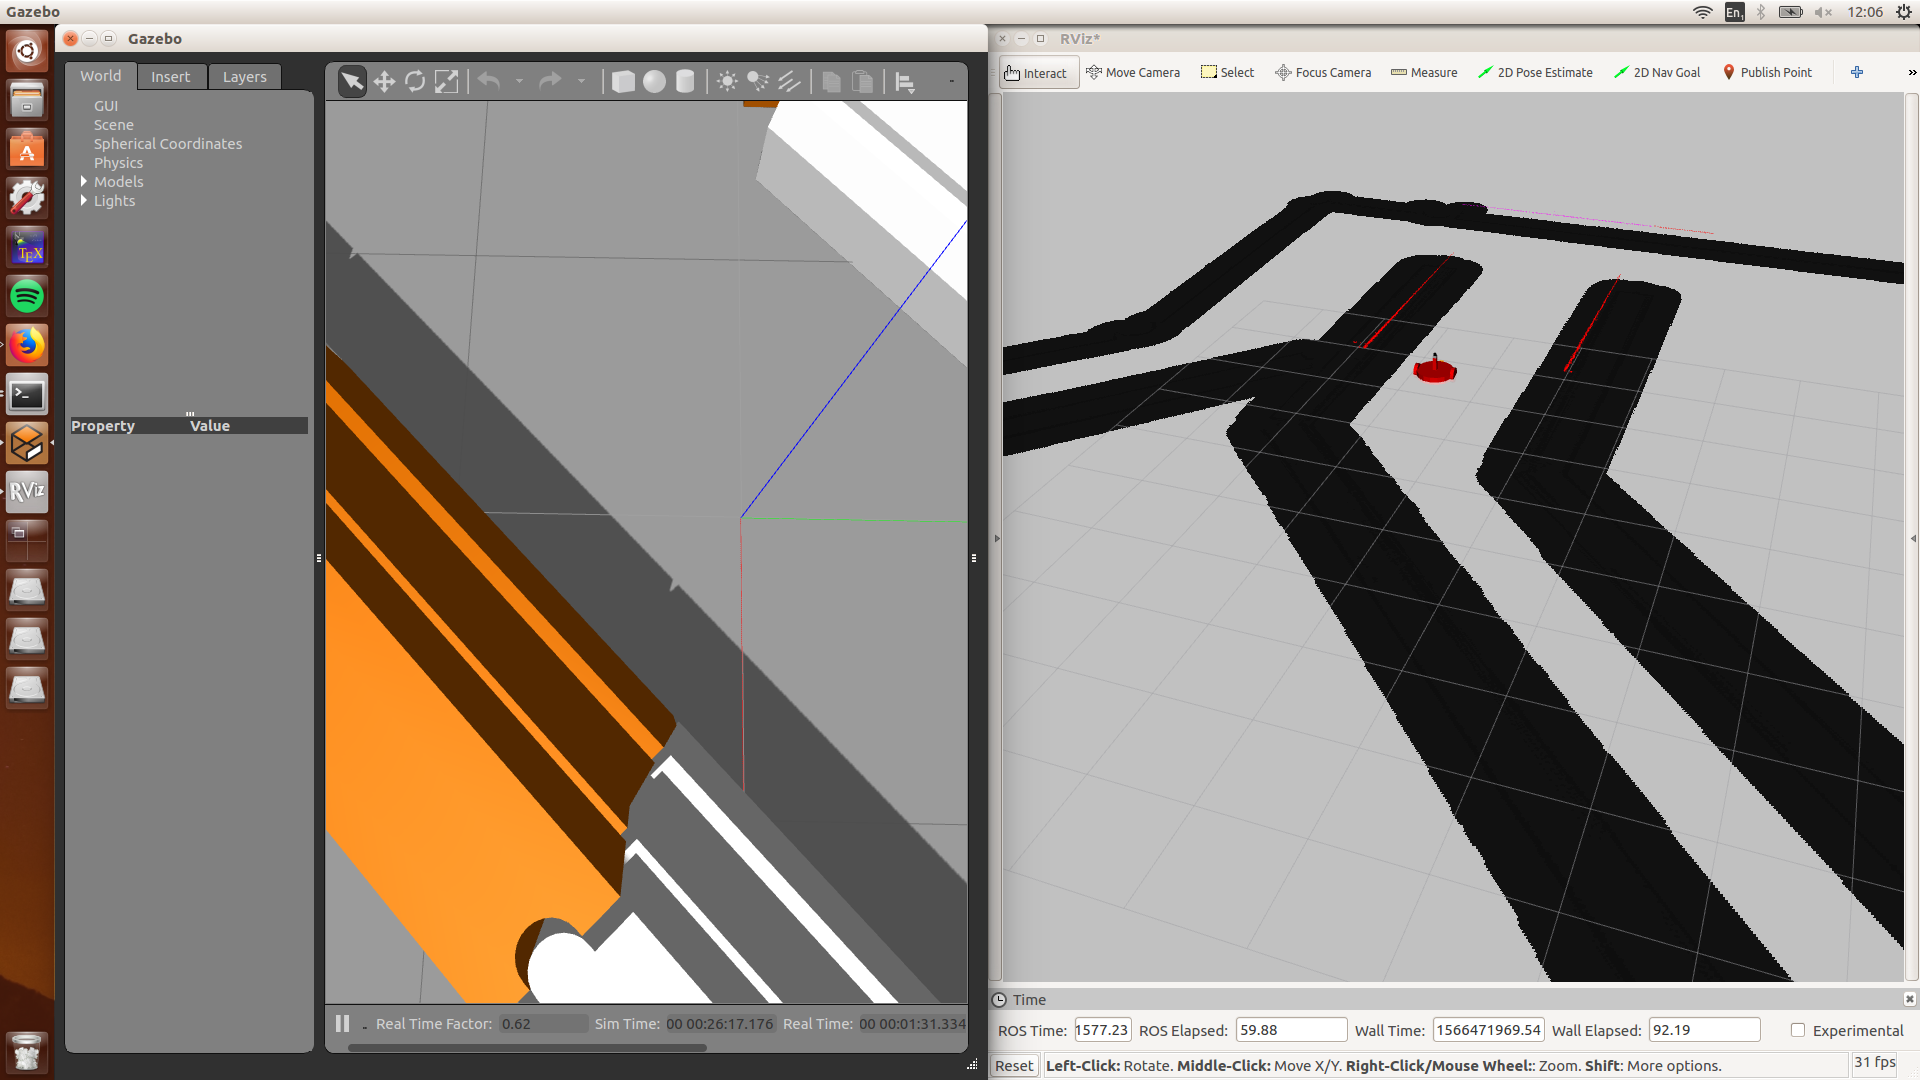 Gazebo
En1
12:06
Gazebo
RViz*
World
Insert
Layers
GUI
Scene
Spherical Coordinates
Physics
Models
Lights
Property Value
TEX
RViz
Interact
Move Camera
Select
Focus Camera
Measure
2D Pose Estimate
2D Nav Goal
Publish Point
Real Time Factor: 0.62 Sim Time: 00 00:26:17.176 Real Time: 00 00:01:31.334
Time
ROS Time: 1577.23 ROS Elapsed: 59.88 Wall Time: 1566471969.54 Wall Elapsed: 92.19 Experimental
Reset Left-Click: Rotate. Middle-Click: Move X/Y. Right-Click/Mouse Wheel:: Zoom. Shift: More options. 31 fps